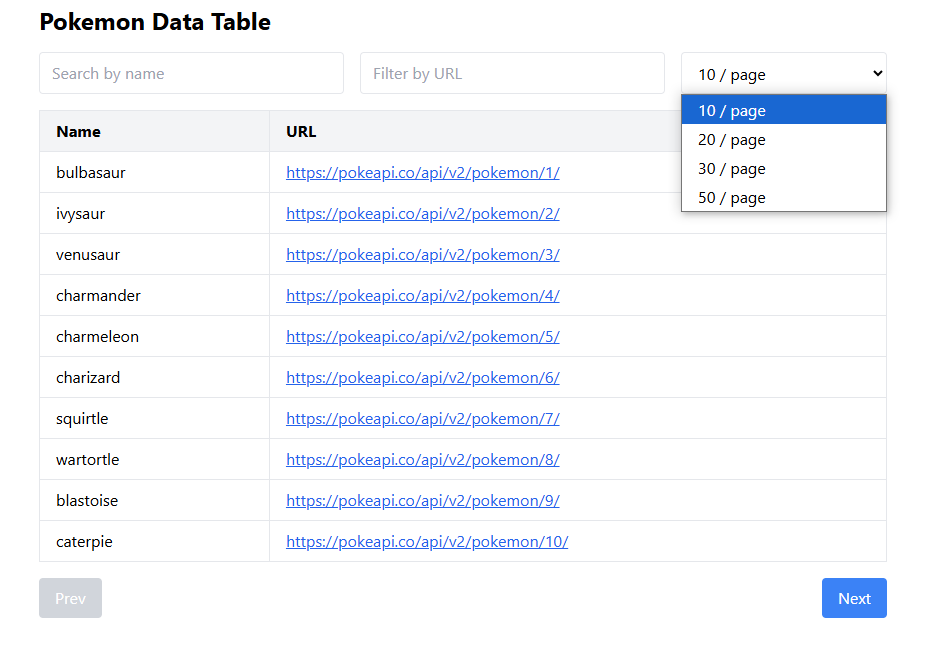 Pokemon Data Table
Search by name Filter by URL 10 / page
10 / page
20 / page
30 / page
50 / page
Name URL
bulbasaur https://pokeapi.co/api/v2/pokemon/1/
ivysaur https://pokeapi.co/api/v2/pokemon/2/
venusaur https://pokeapi.co/api/v2/pokemon/3/
charmander https://pokeapi.co/api/v2/pokemon/4/
charmeleon https://pokeapi.co/api/v2/pokemon/5/
charizard https://pokeapi.co/api/v2/pokemon/6/
squirtle https://pokeapi.co/api/v2/pokemon/7/
wartortle https://pokeapi.co/api/v2/pokemon/8/
blastoise https://pokeapi.co/api/v2/pokemon/9/
caterpie https://pokeapi.co/api/v2/pokemon/10/
Prev Next